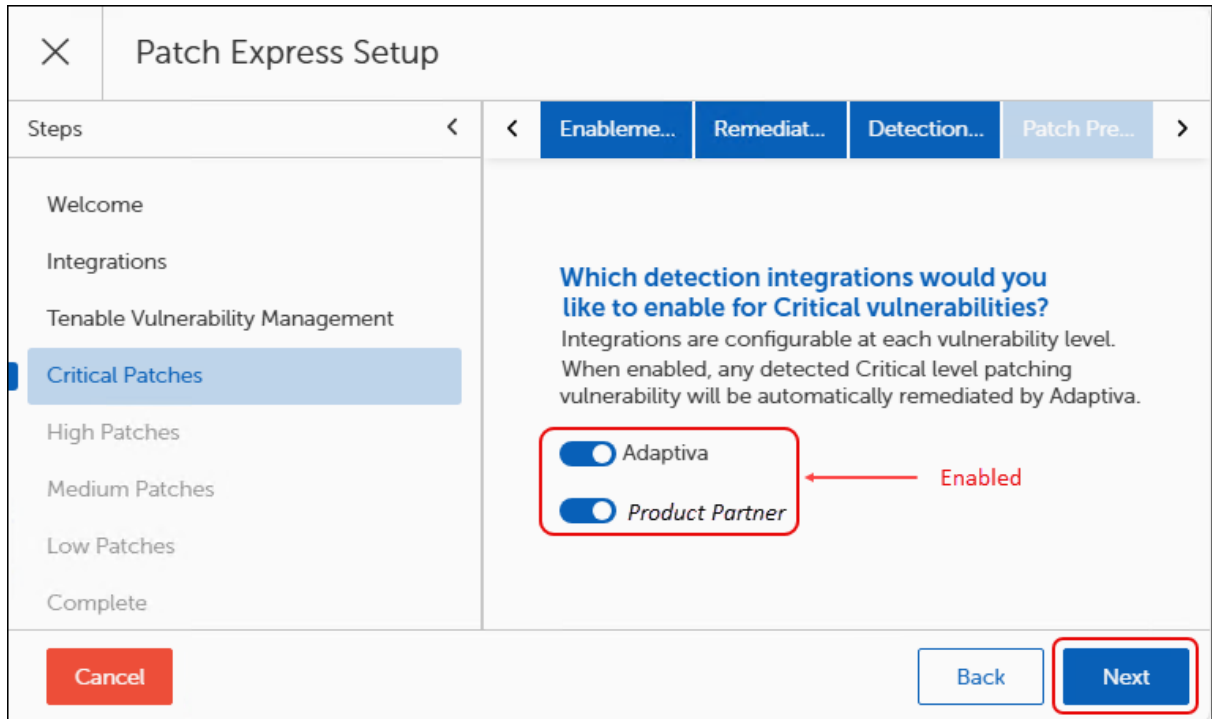 Patch Express Setup
Steps
Enableme...
Remediat...
Detection...
Patch Pre...
Welcome
Integrations
Tenable Vulnerability Management
Critical Patches
High Patches
Medium Patches
Low Patches
Complete
Which detection integrations would you
like to enable for Critical vulnerabilities?
Integrations are configurable at each vulnerability level.
When enabled, any detected Critical level patching
vulnerability will be automatically remediated by Adaptiva.
Adaptiva
Product Partner
Enabled
Cancel
Back
Next